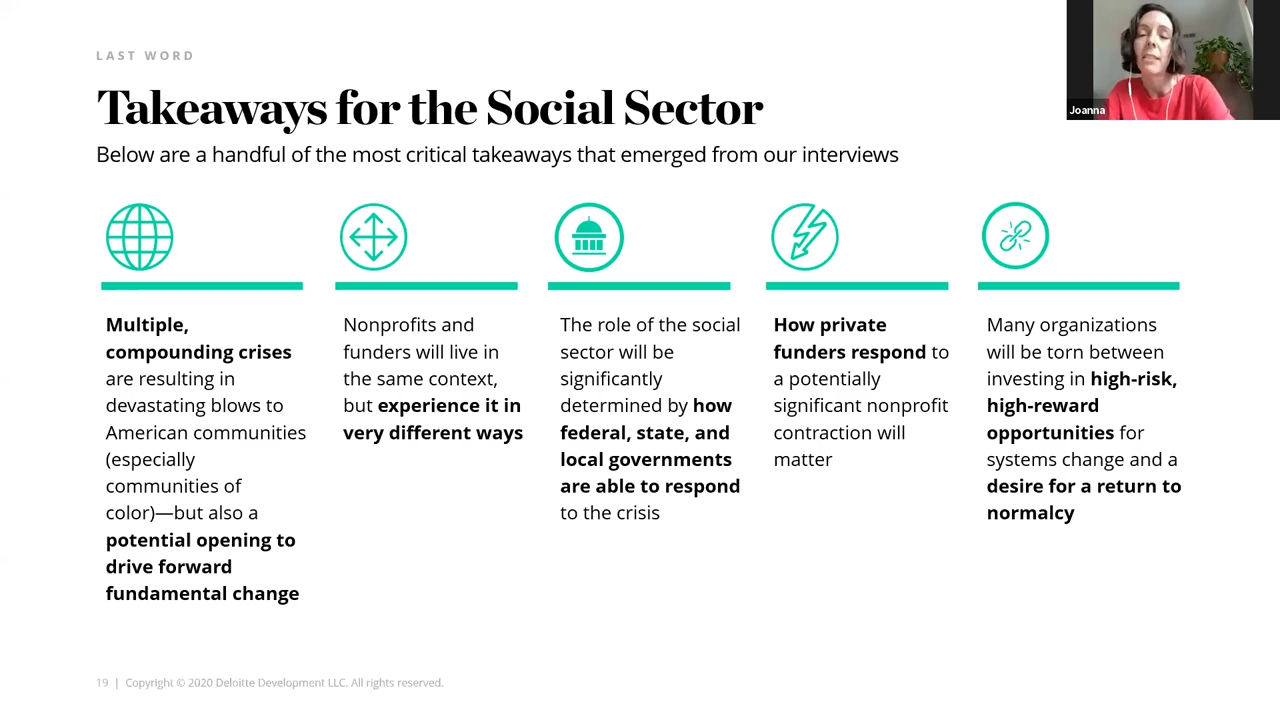 LAST WORD
Takeaways for the Social Sector
Below are a handful of the most critical takeaways that emerged from our interviews
Joanna
Multiple,
compounding crises
are resulting in
devastating blows to
American communities
(especially
communities of
color)—but also a
potential opening to
drive forward
fundamental change
Nonprofits and
funders will live in
the same context,
but experience it in
very different ways
The role of the social
sector will be
significantly
determined by how
federal, state, and
local governments
are able to respond
to the crisis
How private
funders respond to
a potentially
significant nonprofit
contraction will
matter
Many organizations
will be torn between
investing in high-risk,
high-reward
opportunities for
systems change and a
desire for a return to
normalcy
19 | Copyright © 2020 Deloitte Development LLC. All rights reserved.